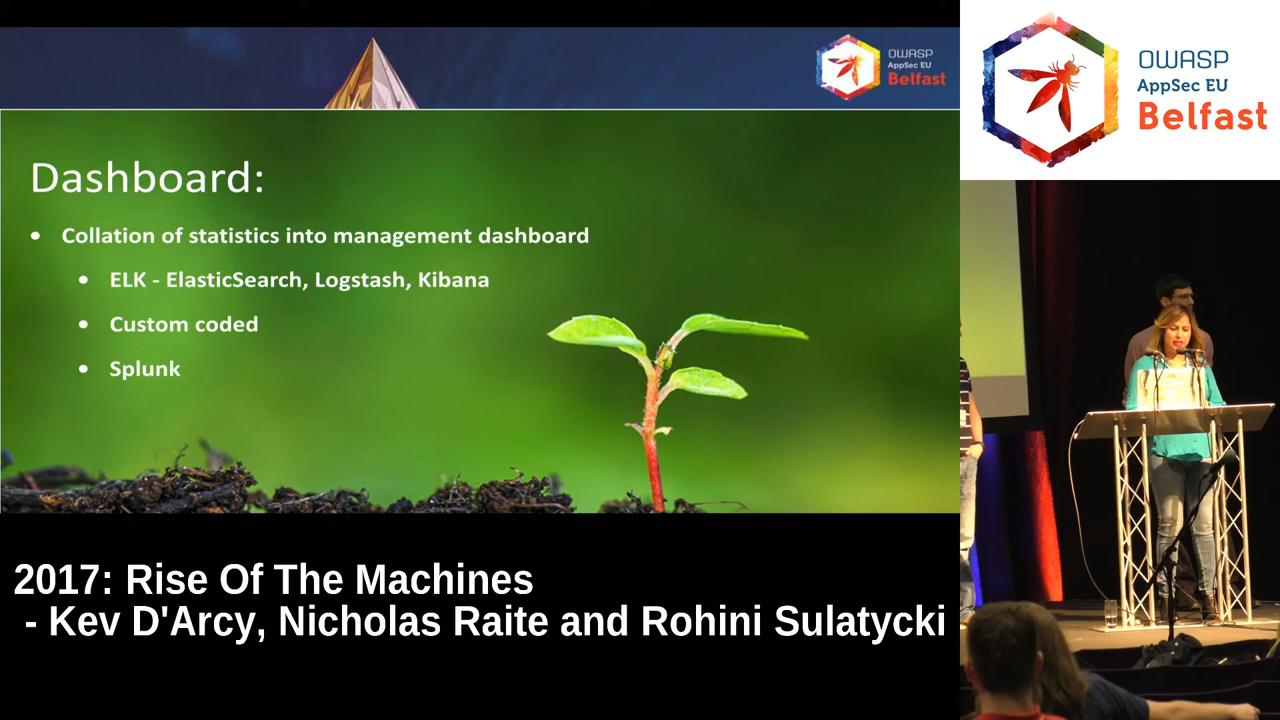 OWASP
AppSec EU
Belfast
OWASP
AppSec EU
Belfast
Dashboard:
• Collation of statistics into management dashboard
• ELK - ElasticSearch, Logstash, Kibana
• Custom coded
• Splunk
2017: Rise Of The Machines
- Kev D'Arcy, Nicholas Raite and Rohini Sulatycki